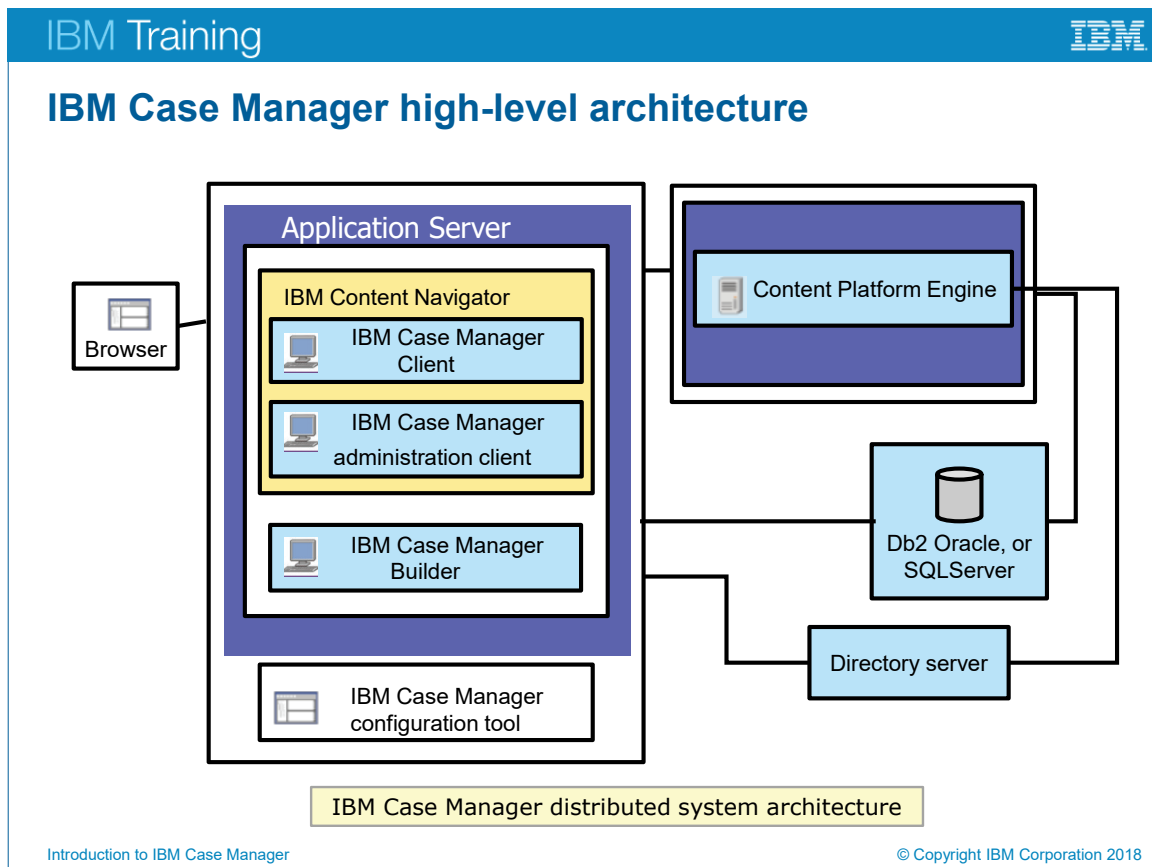 IBM Training
IBM
IBM Case Manager high-level architecture
Browser
Application Server
IBM Content Navigator
IBM Case Manager
Client
IBM Case Manager
administration client
IBM Case Manager
Builder
IBM Case Manager
configuration tool
Content Platform Engine
Db2 Oracle, or
SQLServer
Directory server
IBM Case Manager distributed system architecture
Introduction to IBM Case Manager
© Copyright IBM Corporation 2018